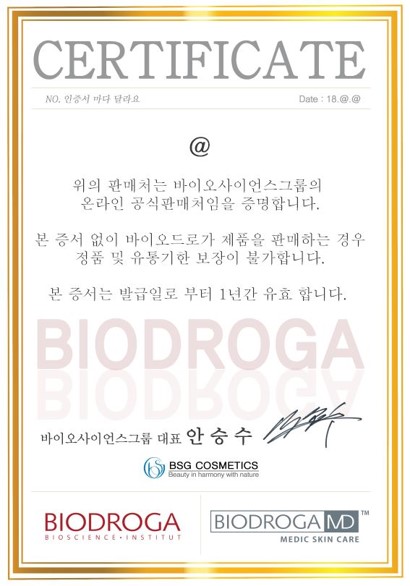 CERTIFICATE
NO. 인증서 마다 달라요
Date : 18.@.@
@
위의 판매처는 바이오사이언스그룹의
온라인 공식판매처임을 증명합니다.
본 증서 없이 바이오드로가 제품을 판매하는 경우
정품 및 유통기한 보장이 불가합니다.
본 증서는 발급일로 부터 1년간 유효 합니다.
BIODROGA
바이오사이언스그룹 대표 안승수
BSG COSMETICS
Beauty in harmony with nature
BIODROGA
BIOSCIENCE•INSTITUT
BIODROGA MD™
MEDIC SKIN CARE